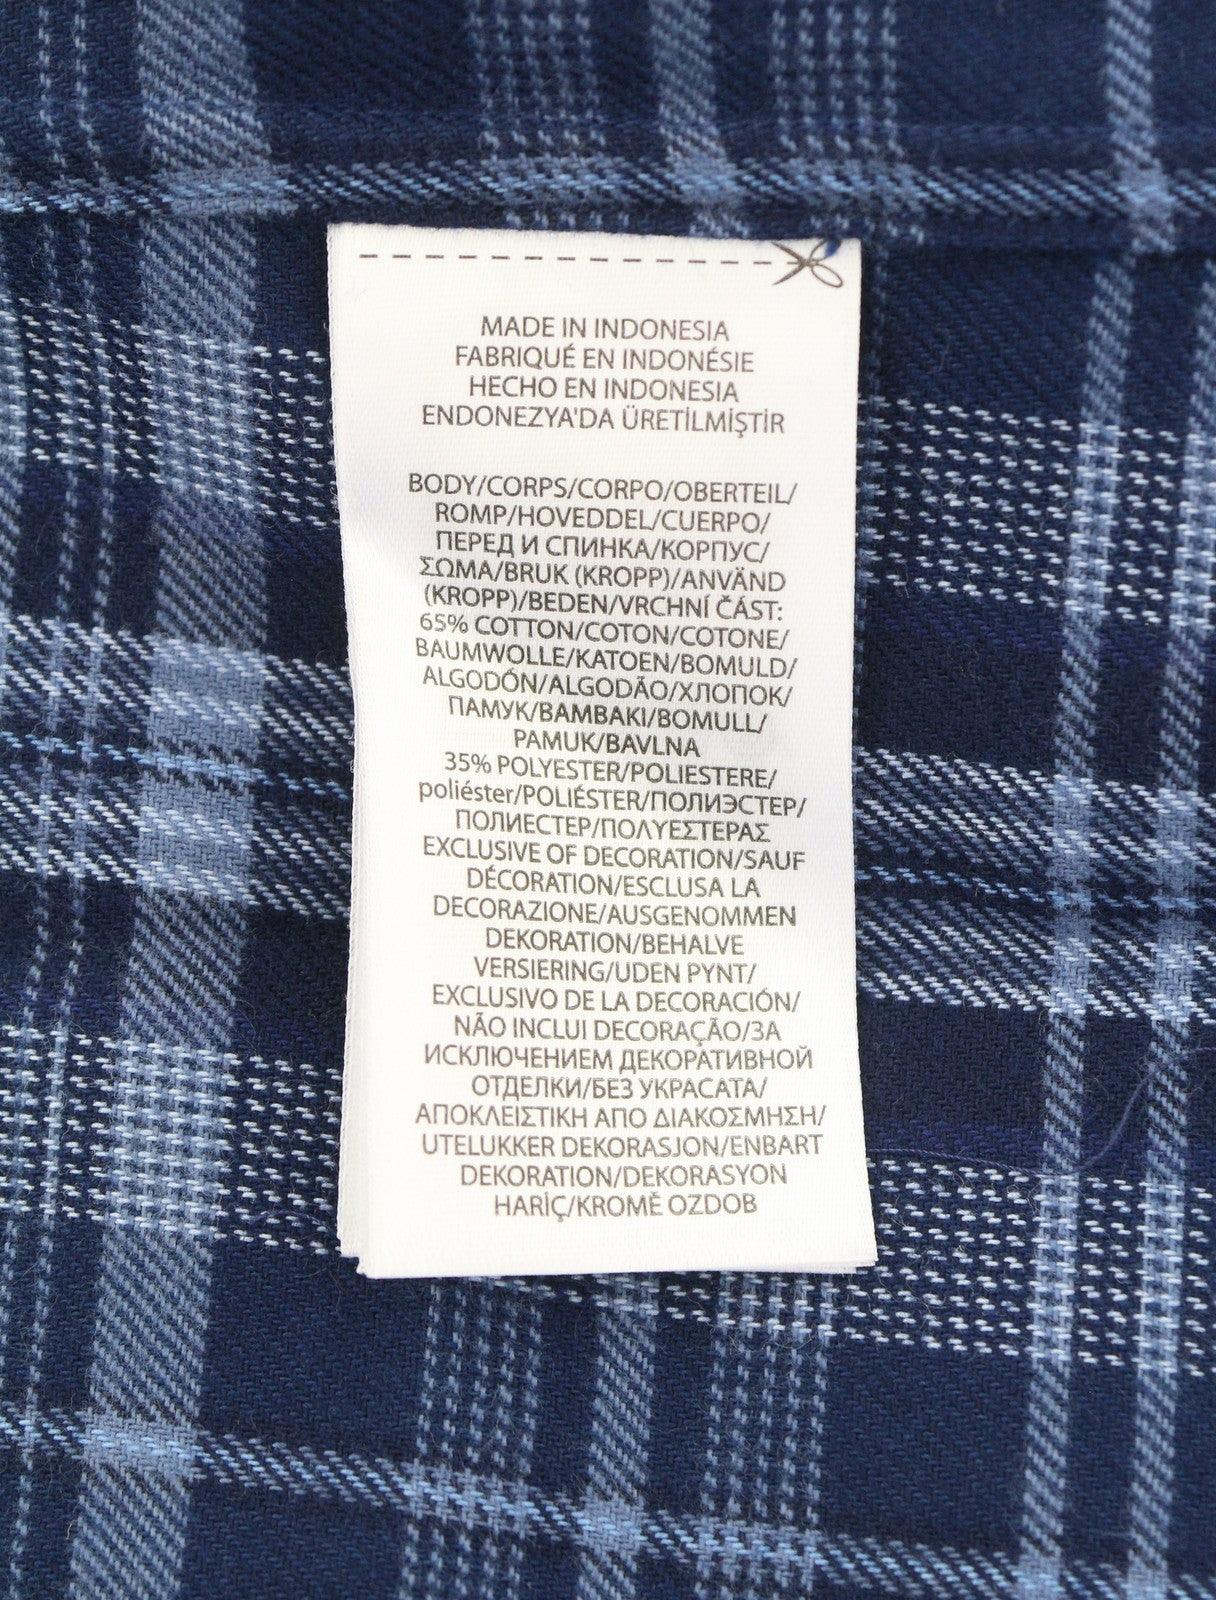 MADE IN INDONESIA
FABRIQUÉ EN INDONÉSIE
HECHO EN INDONESIA
ENDONEZYA'DA ÜRETİLMİŞTİR
BODY/CORPS/CORPO/OBERTEIL/
ROMP/HOVEDDEL/CUERPO/
ПЕРЕД И СПИНКА/КОРПУС/
ΣΩΜΑ/BRUK (KROPP)/ANVÄND
(KROPP)/BEDEN/VRCHNÍ ČÁST:
65% COTTON/COTON/COTONE/
BAUMWOLLE/KATOEN/BOMULD/
ALGODÓN/ALGODÃO/ХЛОПОК/
ПАМУК/ΒΑΜΒΑΚΙ/BOMULL/
PAMUK/BAVLNA
35% POLYESTER/POLIESTERE/
poliéster/POLIÉSTER/ПОЛИЭСТЕР/
ПОЛИЕСТЕР/ΠΟΛΥΕΣΤΕΡΑΣ
EXCLUSIVE OF DECORATION/SAUF
DÉCORATION/ESCLUSA LA
DECORAZIONE/AUSGENOMMEN
DEKORATION/BEHALVE
VERSIERING/UDEN PYNT/
EXCLUSIVO DE LA DECORACIÓN/
NÃO INCLUI DECORAÇÃO/ЗА
ИСКЛЮЧЕНИЕМ ДЕКОРАТИВНОЙ
ОТДЕЛКИ/БЕЗ УКРАСАТА/
ΑΠΟΚΛΕΙΣΤΙΚΗ ΑΠΟ ΔΙΑΚΟΣΜΗΣΗ/
UTELUKKER DEKORASJON/ENBART
DEKORATION/DEKORASYON
HARİÇ/KROMĚ OZDOB